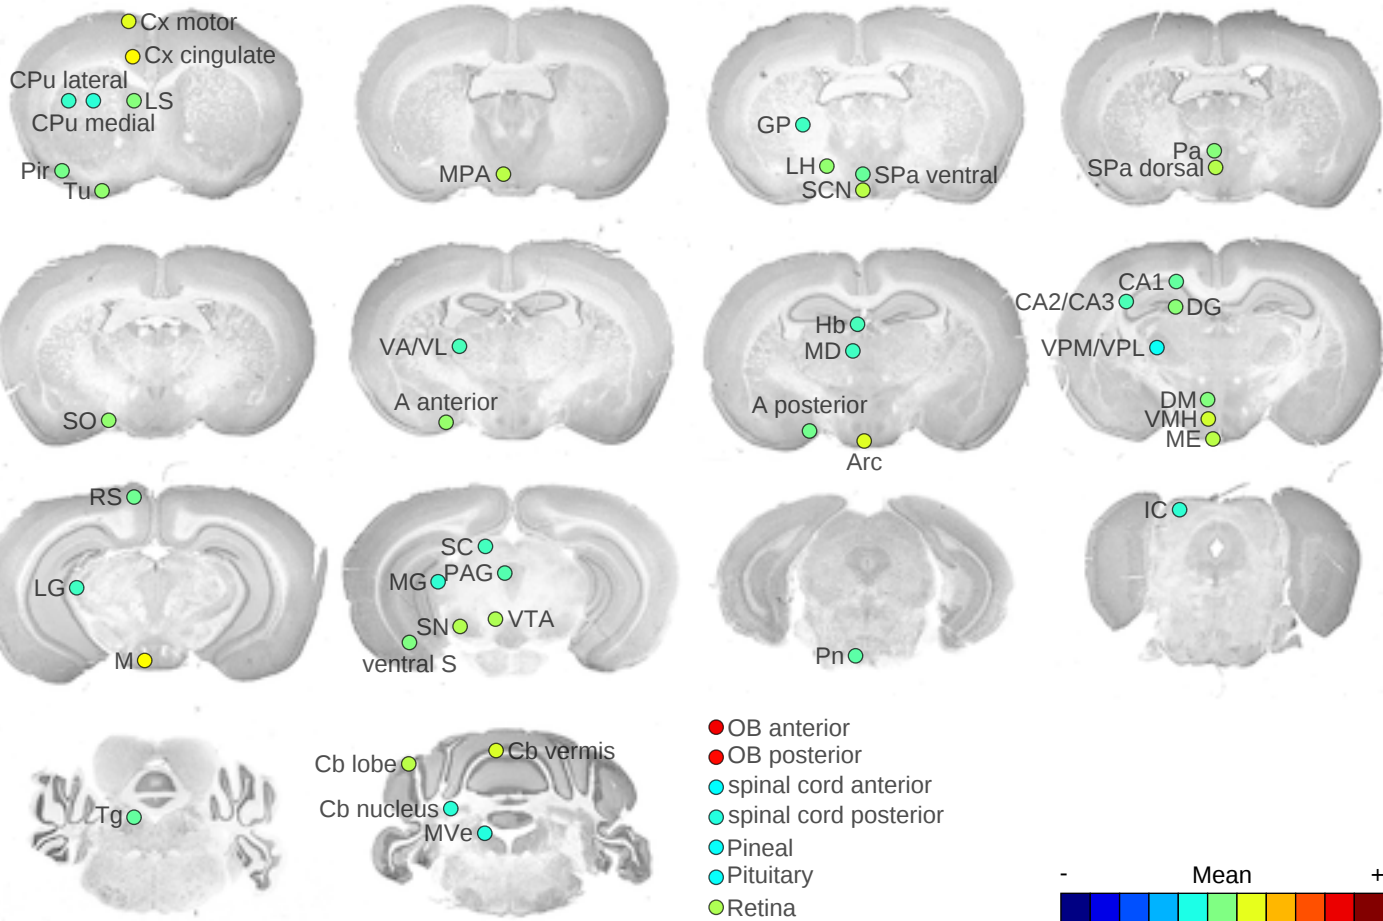 Cx motor
Cx cingulate
CPu lateral
LS
CPu medial
Pir
Tu
MPA
GP
LH
SPa ventral
SCN
Pa
SPa dorsal
SO
VA/VL
A anterior
Hb
MD
A posterior
Arc
CA1
CA2/CA3
DG
VPM/VPL
DM
VMH
ME
RS
LG
M
SC
MG
PAG
SN
VTA
ventral S
Pn
IC
Tg
Cb lobe
Cb vermis
Cb nucleus
MVe
OB anterior
OB posterior
spinal cord anterior
spinal cord posterior
Pineal
Pituitary
Retina
- Mean +